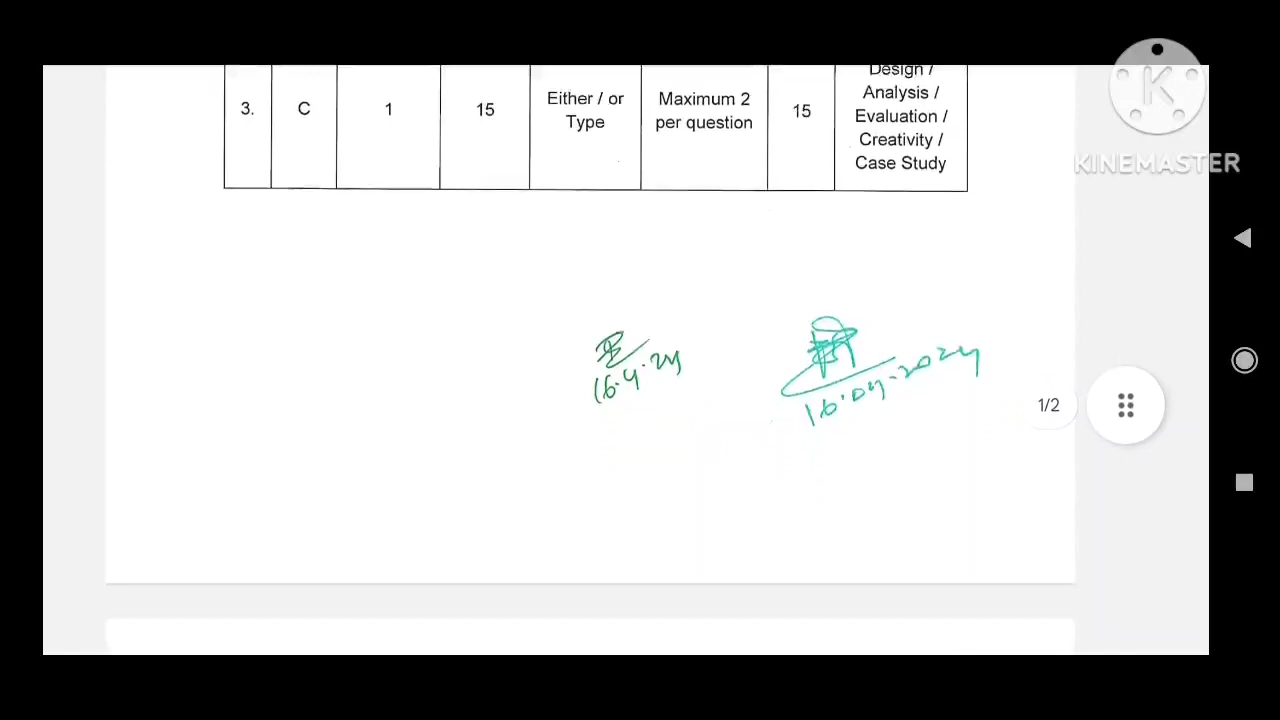 Design /
3. C 1 15 Either / or Type Maximum 2 per question 15 Analysis / Evaluation / Creativity / Case Study
KINEMASTER
16.4.24
16.04.2024
1/2